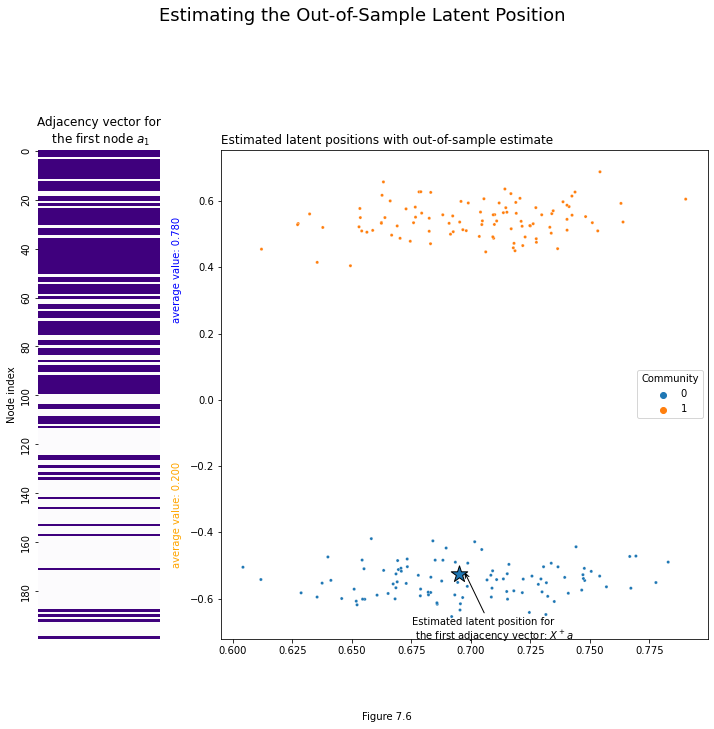 Estimating the Out-of-Sample Latent Position
Adjacency vector for
the first node a₁
Estimated latent positions with out-of-sample estimate
Node index
0
20
40
60
80
100
120
140
160
180
average value: 0.780
average value: 0.200
0.6
0.4
0.2
0.0
−0.2
−0.4
−0.6
Community
0
1
Estimated latent position for
the first adjacency vector: X⁺a
0.600
0.625
0.650
0.675
0.700
0.725
0.750
0.775
Figure 7.6